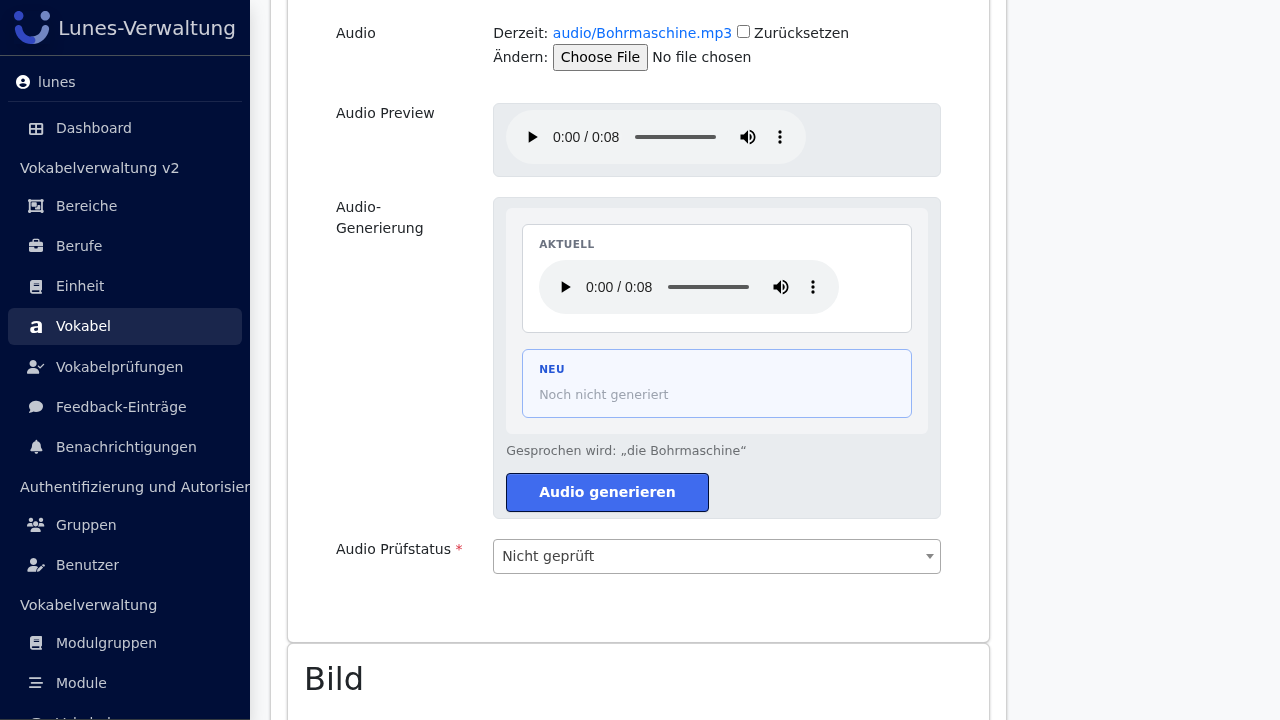 Lunes-Verwaltung
lunes
Dashboard
Vokabelverwaltung v2
Bereiche
Berufe
Einheit
Vokabel
Vokabelprüfungen
Feedback-Einträge
Benachrichtigungen
Authentifizierung und Autorisier
Gruppen
Benutzer
Vokabelverwaltung
Modulgruppen
Module
Audio
Derzeit: audio/Bohrmaschine.mp3 Zurücksetzen
Ändern: Choose File No file chosen
Audio Preview
0:00 / 0:08
Audio-
Generierung
AKTUELL
0:00 / 0:08
NEU
Noch nicht generiert
Gesprochen wird: „die Bohrmaschine“
Audio generieren
Audio Prüfstatus *
Nicht geprüft
Bild